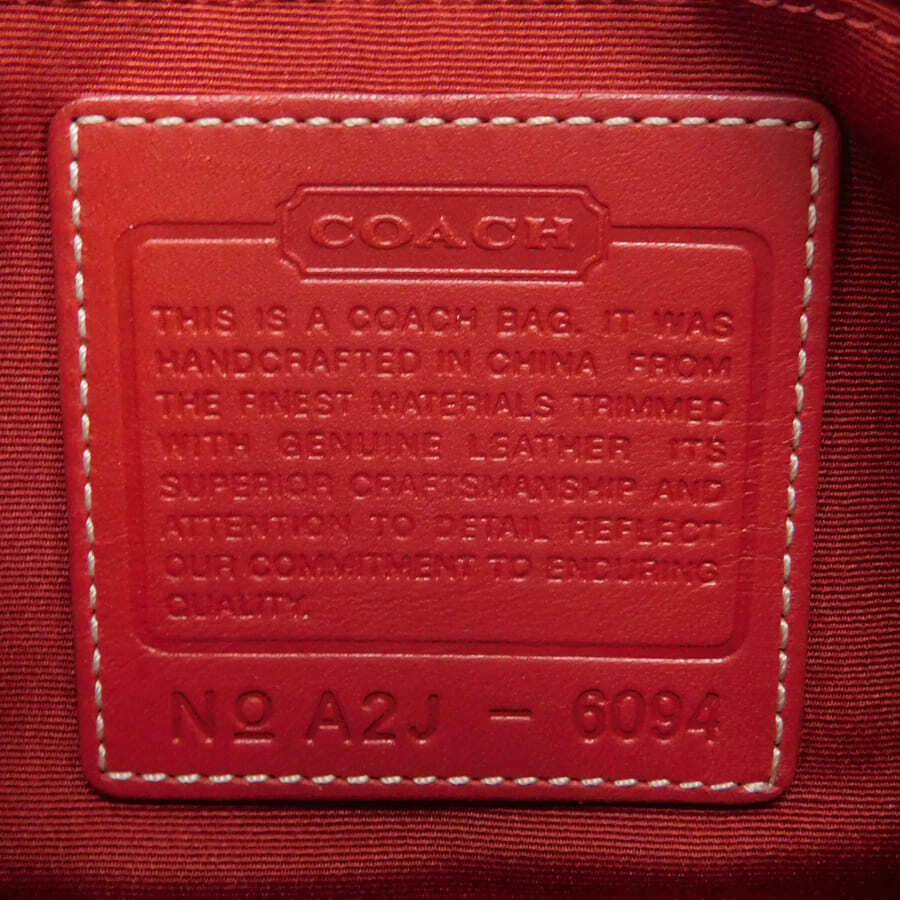 COACH
THIS IS A COACH BAG. IT WAS
HANDCRAFTED IN CHINA FROM
THE FINEST MATERIALS TRIMMED
WITH GENUINE LEATHER ITS
SUPERIOR CRAFTSMANSHIP AND
ATTENTION TO DETAIL REFLECT
OUR COMMITMENT TO ENDURING
QUALITY.
Nº A2J - 6094